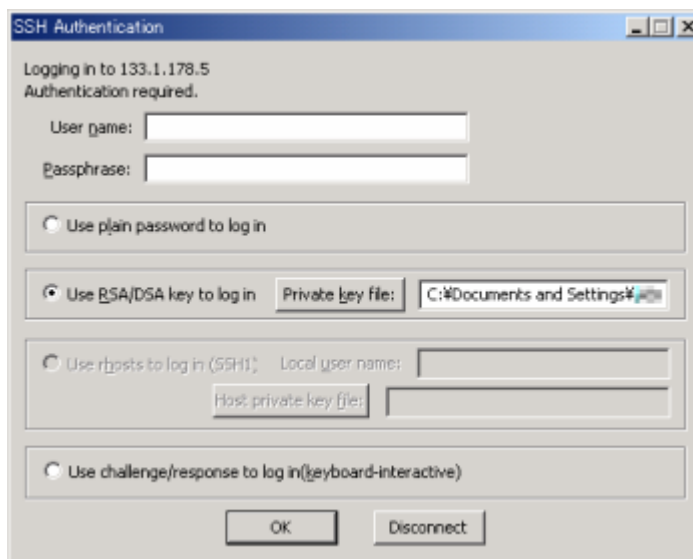 SSH Authentication
Logging in to 133.1.178.5
Authentication required.
User name:
Passphrase:
Use plain password to log in
Use RSA/DSA key to log in Private key file: C:¥Documents and Settings¥
Use rhosts to log in (SSH1) Local user name:
Host private key file:
Use challenge/response to log in(keyboard-interactive)
OK Disconnect